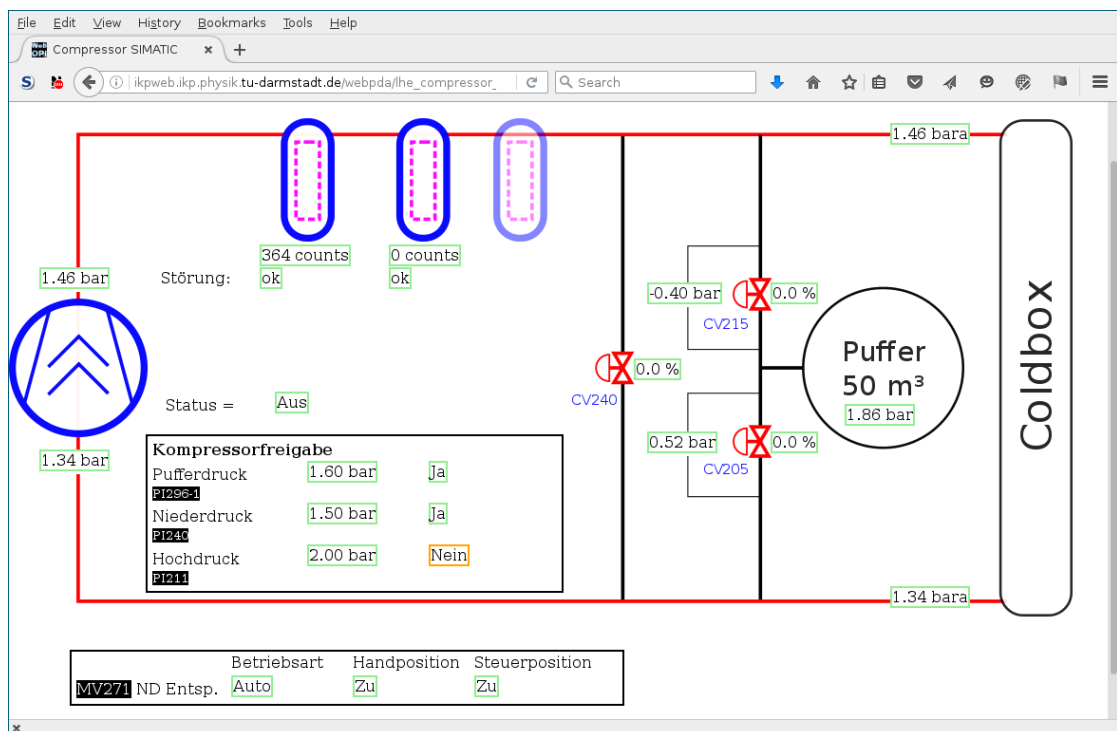 File Edit View History Bookmarks Tools Help
Web OPI Compressor SIMATIC × +
ikpweb.ikp.physik.tu-darmstadt.de/webpda/lhe_compressor_ Search
1.46 bara
364 counts 0 counts
1.46 bar Störung: ok ok
-0.40 bar 0.0 %
CV215
Puffer
50 m³
1.86 bar
Coldbox
0.0 %
CV240
Status = Aus
0.52 bar 0.0 %
CV205
1.34 bar
Kompressorfreigabe
Pufferdruck 1.60 bar Ja
PI296-1
Niederdruck 1.50 bar Ja
PI240
Hochdruck 2.00 bar Nein
PI211
1.34 bara
Betriebsart Handposition Steuerposition
MV271 ND Entsp. Auto Zu Zu